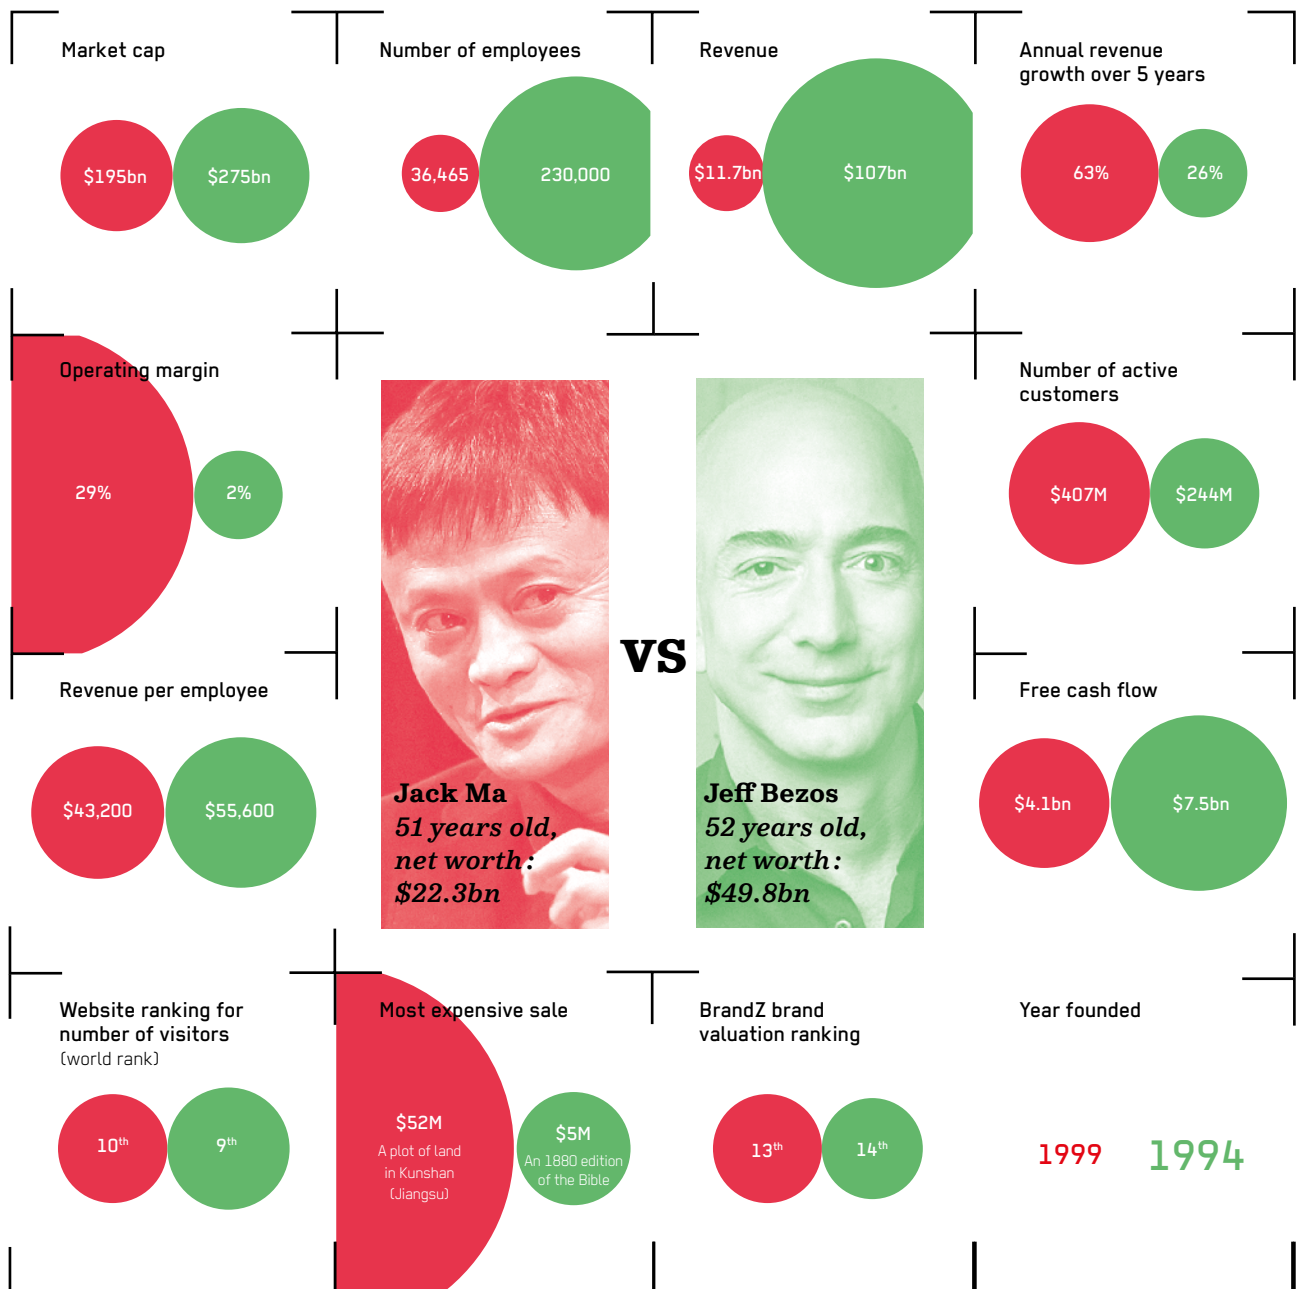 Market cap
$195bn
$275bn
Number of employees
36,465
230,000
Revenue
$11.7bn
$107bn
Annual revenue
growth over 5 years
63%
26%
Operating margin
29%
2%
Number of active
customers
$407M
$244M
vs
Jack Ma
51 years old,
net worth:
$22.3bn
Jeff Bezos
52 years old,
net worth:
$49.8bn
Revenue per employee
$43,200
$55,600
Free cash flow
$4.1bn
$7.5bn
Website ranking for
number of visitors
(world rank)
10th
9th
Most expensive sale
$52M
A plot of land
in Kunshan
(Jiangsu)
$5M
An 1880 edition
of the Bible
BrandZ brand
valuation ranking
13th
14th
Year founded
1999
1994